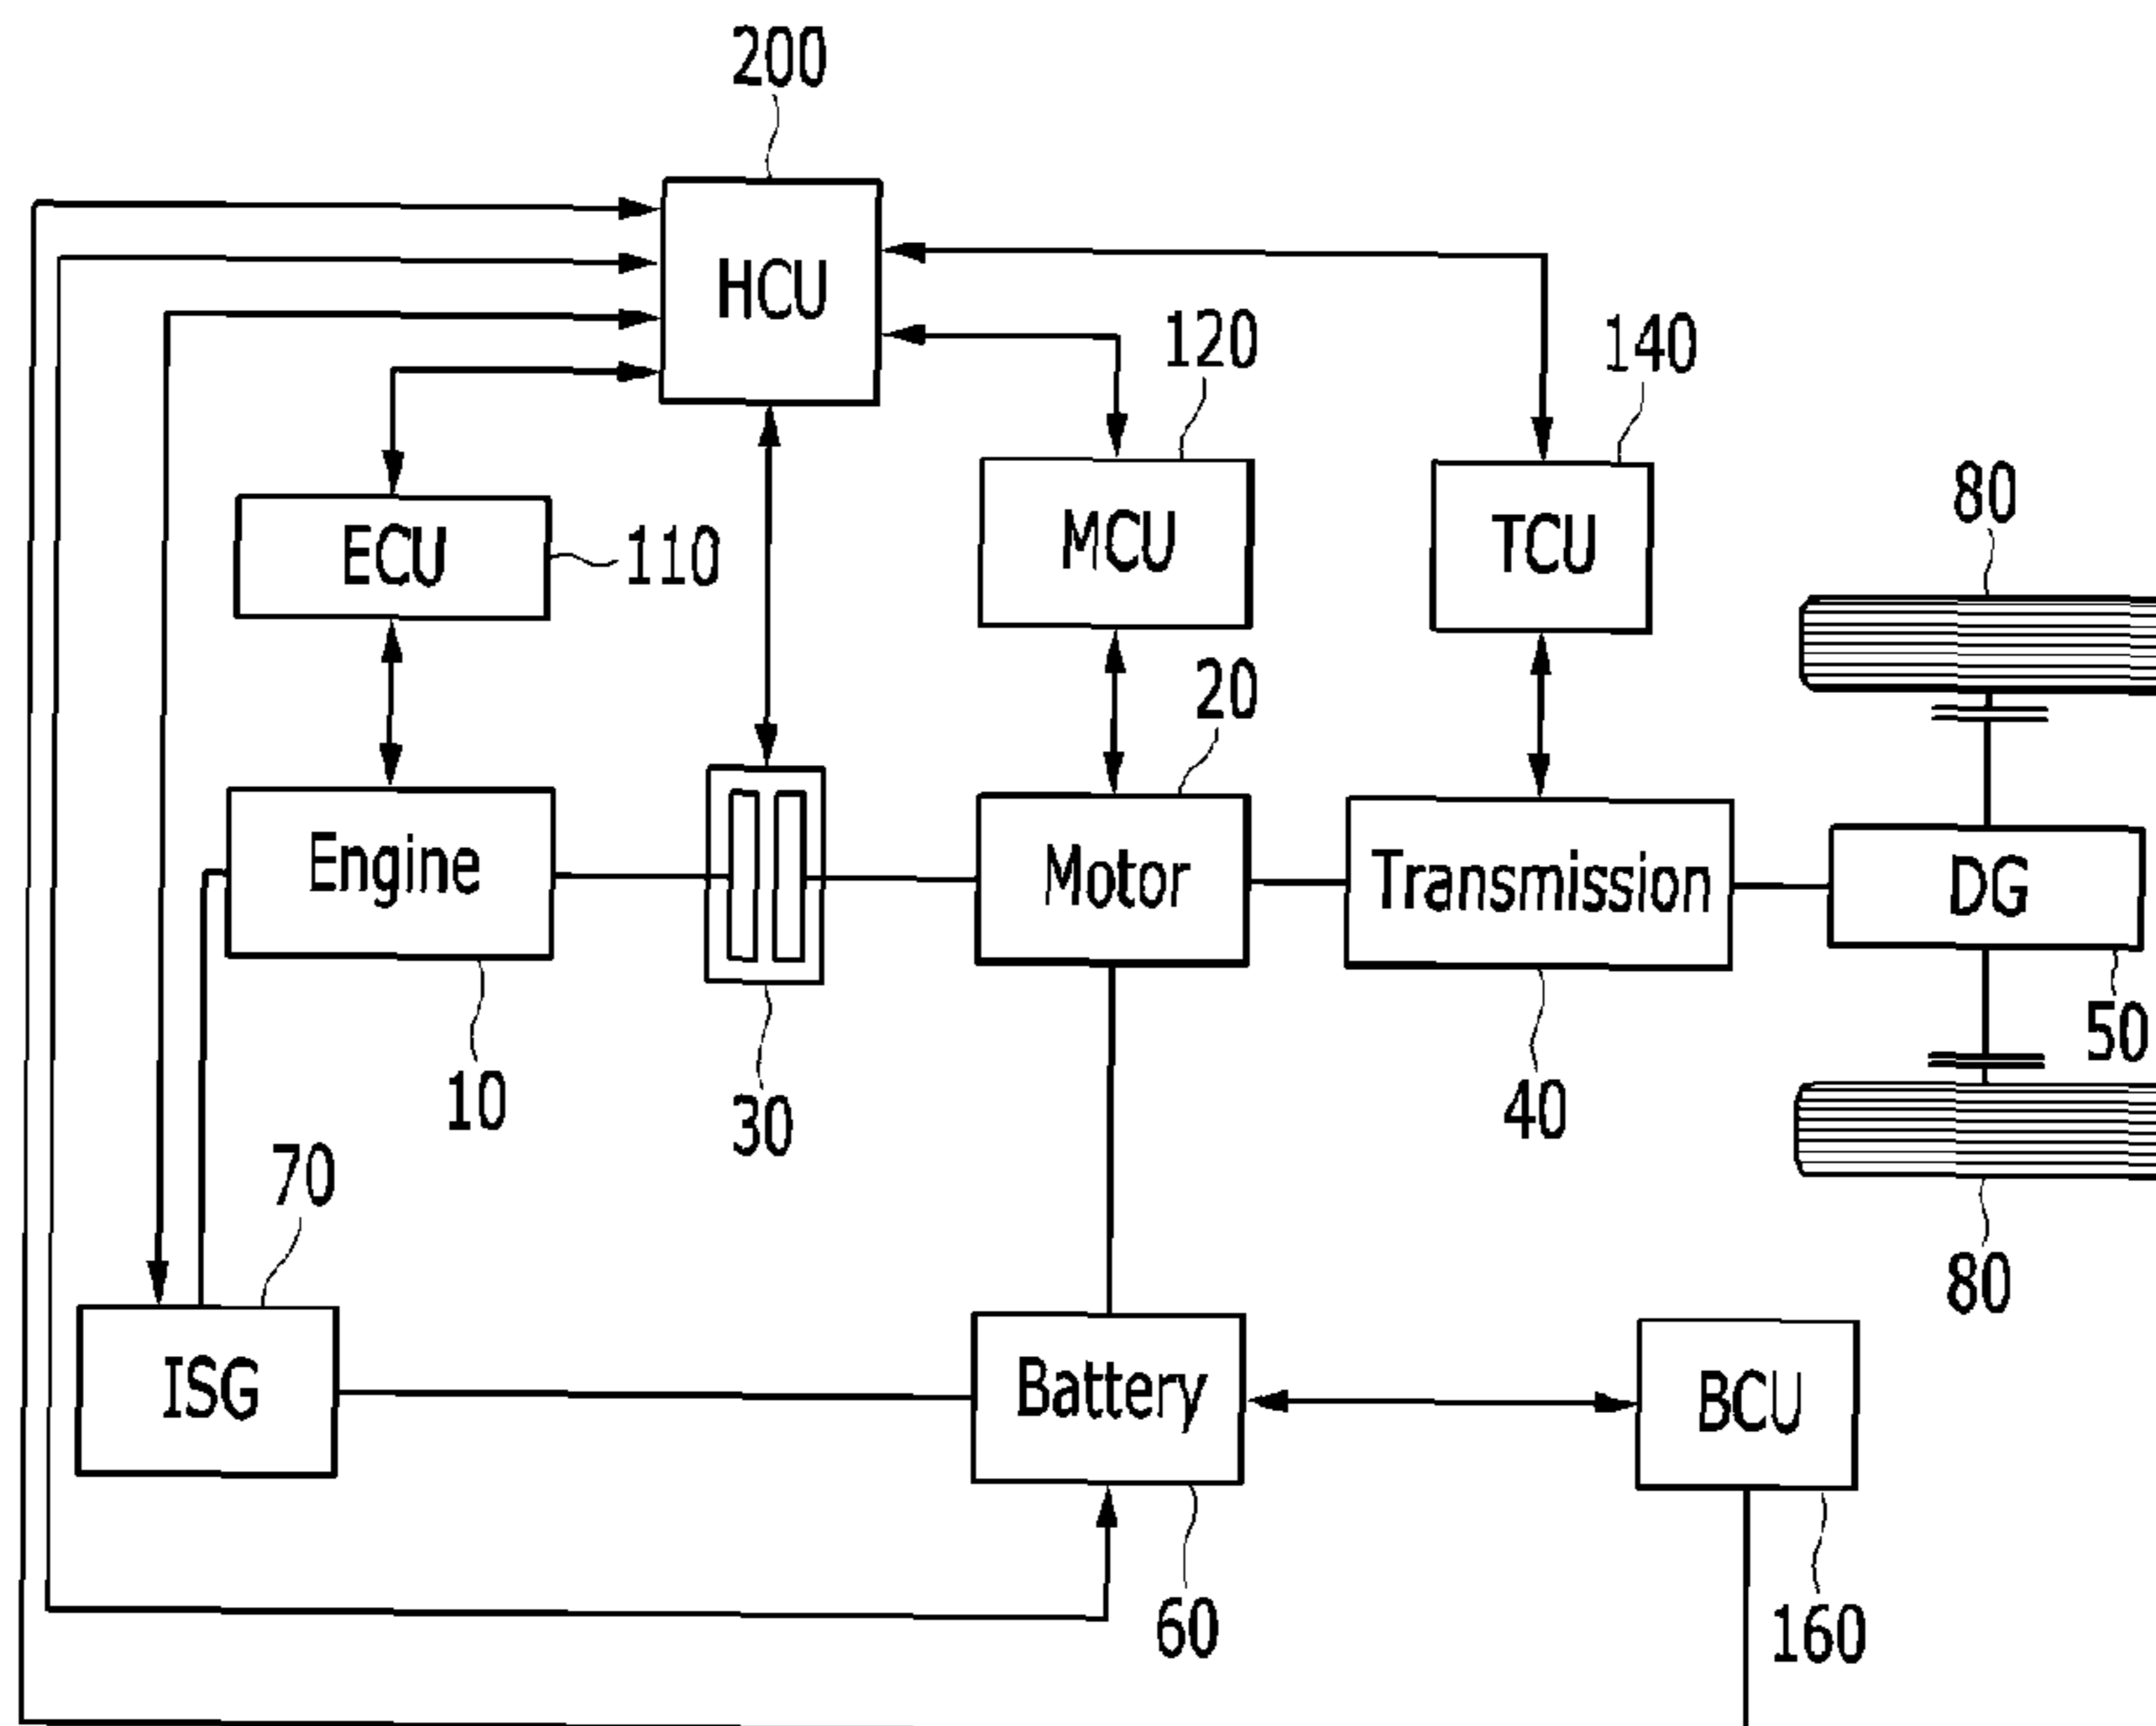 200
HCU
120
140
80
ECU
110
MCU
TCU
20
Engine
Motor
Transmission
DG
50
10
30
40
70
80
ISG
Battery
BCU
60
160